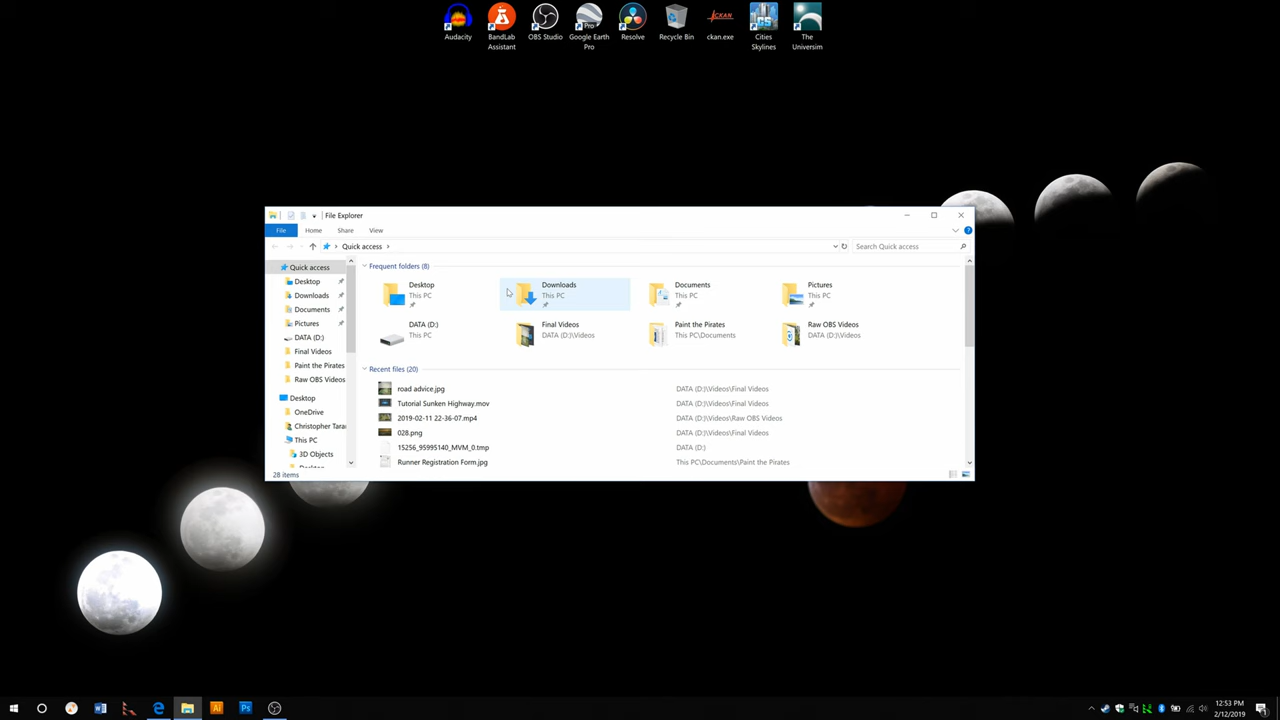 Audacity
BandLab
Assistant
OBS Studio
Google Earth
Pro
Resolve
Recycle Bin
ckan.exe
Cities
Skylines
The
Universim
File Explorer
File Home Share View
Quick access
Search Quick access
Quick access
Desktop
Downloads
Documents
Pictures
DATA (D:)
Final Videos
Paint the Pirates
Raw OBS Videos
Desktop
OneDrive
Christopher Tara
This PC
3D Objects
Frequent folders (8)
Desktop
This PC
Downloads
This PC
Documents
This PC
Pictures
This PC
DATA (D:)
This PC
Final Videos
DATA (D:)\Videos
Paint the Pirates
This PC\Documents
Raw OBS Videos
DATA (D:)\Videos
Recent files (20)
road advice.jpg DATA (D:)\Videos\Final Videos
Tutorial Sunken Highway.mov DATA (D:)\Videos\Final Videos
2019-02-11 22-36-07.mp4 DATA (D:)\Videos\Raw OBS Videos
028.png DATA (D:)\Videos\Final Videos
15256_95995140_MVM_0.tmp DATA (D:)
Runner Registration Form.jpg This PC\Documents\Paint the Pirates
28 items
12:53 PM
2/12/2019